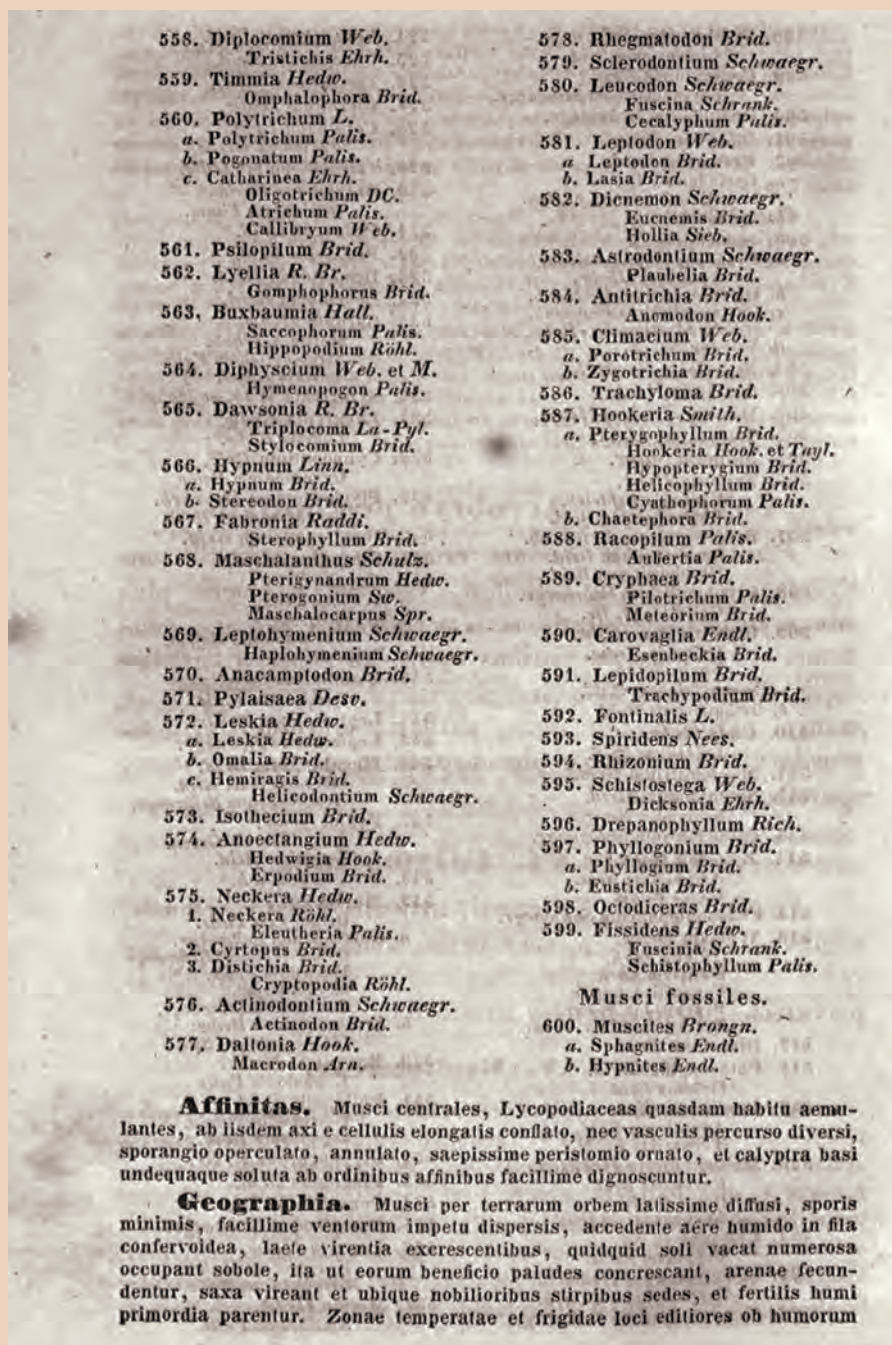 558. Diplocomium Web.
Tristichis Ehrh.
559. Timmia Hedw.
Omphalophora Brid.
560. Polytrichum L.
a. Polytrichum Palis.
b. Pogonatum Palis.
c. Catharinea Ehrh.
Oligotrichum DC.
Atrichum Palis.
Callibryum Web.
561. Psilopilum Brid.
562. Lyellia R. Br.
Gomphophorus Brid.
563. Buxbaumia Hall.
Saccophorum Palis.
Hippopodium Röhl.
564. Diphyscium Web. et M.
Hymenopogon Palis.
565. Dawsonia R. Br.
Triplocoma La-Pyl.
Stylocomium Brid.
566. Hypnum Linn.
a. Hypnum Brid.
b. Stereodon Brid.
567. Fabronia Raddi.
Sterophyllum Brid.
568. Maschalanthus Schulz.
Pterigynandrum Hedw.
Pterogonium Sw.
Maschalocarpus Spr.
569. Leptohymenium Schwaegr.
Haplohymenium Schwaegr.
570. Anacamptodon Brid.
571. Pylaisaea Desv.
572. Leskia Hedw.
a. Leskia Hedw.
b. Omalia Brid.
c. Hemiragis Brid.
Helicodontium Schwaegr.
573. Isothecium Brid.
574. Anoectangium Hedw.
Hedwigia Hook.
Erpodium Brid.
575. Neckera Hedw.
1. Neckera Röhl.
Eleutheria Palis.
2. Cyrtopus Brid.
3. Distichia Brid.
Cryptopodia Röhl.
576. Actinodontium Schwaegr.
Actinodon Brid.
577. Daltonia Hook.
Macrodon Arn.
578. Rhegmatodon Brid.
579. Sclerodontium Schwaegr.
580. Leucodon Schwaegr.
Fuscina Schrank.
Cecalyphum Palis.
581. Leptodon Web.
a Leptodon Brid.
b. Lasia Brid.
582. Dicnemon Schwaegr.
Eucnemis Brid.
Hollia Sieb.
583. Astrodontium Schwaegr.
Plaubelia Brid.
584. Antitrichia Brid.
Anomodon Hook.
585. Climacium Web.
a. Porotrichum Brid.
b. Zygotrichia Brid.
586. Trachyloma Brid.
587. Hookeria Smith.
a. Pterygophyllum Brid.
Hookeria Hook. et Tayl.
Hypopterygium Brid.
Helicophyllum Brid.
Cyathophorum Palis.
b. Chaetephora Brid.
588. Racopilum Palis.
Aubertia Palis.
589. Cryphaea Brid.
Pilotrichum Palis.
Meteorium Brid.
590. Carovaglia Endl.
Esenbeckia Brid.
591. Lepidopilum Brid.
Trachypodium Brid.
592. Fontinalis L.
593. Spiridens Nees.
594. Rhizonium Brid.
595. Schistostega Web.
Dicksonia Ehrh.
596. Drepanophyllum Rich.
597. Phyllogonium Brid.
a. Phyllogium Brid.
b. Eustichia Brid.
598. Octodiceras Brid.
599. Fissidens Hedw.
Fuscinia Schrank.
Schistophyllum Palis.
Musci fossiles.
600. Muscites Brongn.
a. Sphagnites Endl.
b. Hypnites Endl.
Affinitas. Musci centrales, Lycopodiaceas quasdam habitu aemu-
lantes, ab iisdem axi e cellulis elongatis conflato, nec vasculis percurso diversi,
sporangio operculato, annulato, saepissime peristomio ornato, et calyptra basi
undequaque soluta ab ordinibus affinibus facillime dignoscuntur.
Geographia. Musci per terrarum orbem latissime diffusi, sporis
minimis, facillime ventorum impetu dispersis, accedente aëre humido in fila
confervoidea, laete virentia excrescentibus, quidquid soli vacat numerosa
occupant sobole, ita ut eorum beneficio paludes concrescant, arenae fecun-
dentur, saxa vireant et ubique nobilioribus stirpibus sedes, et fertilis humi
primordia parentur. Zonae temperatae et frigidae loci editiores ob humorum